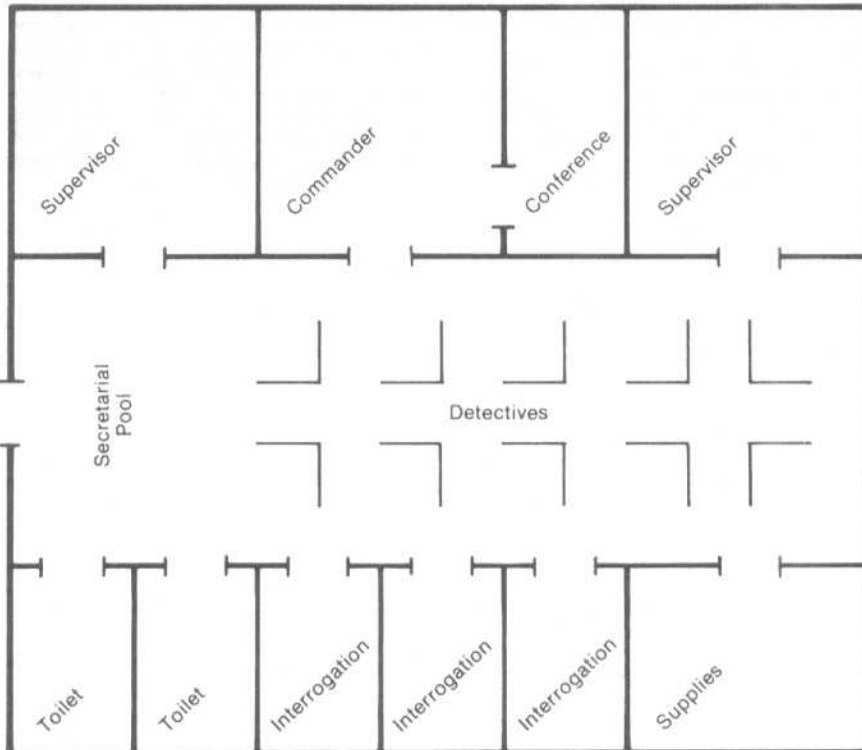 Supervisor
Commander
Conference
Supervisor
Secretarial
Pool
Detectives
Toilet
Toilet
Interrogation
Interrogation
Interrogation
Supplies